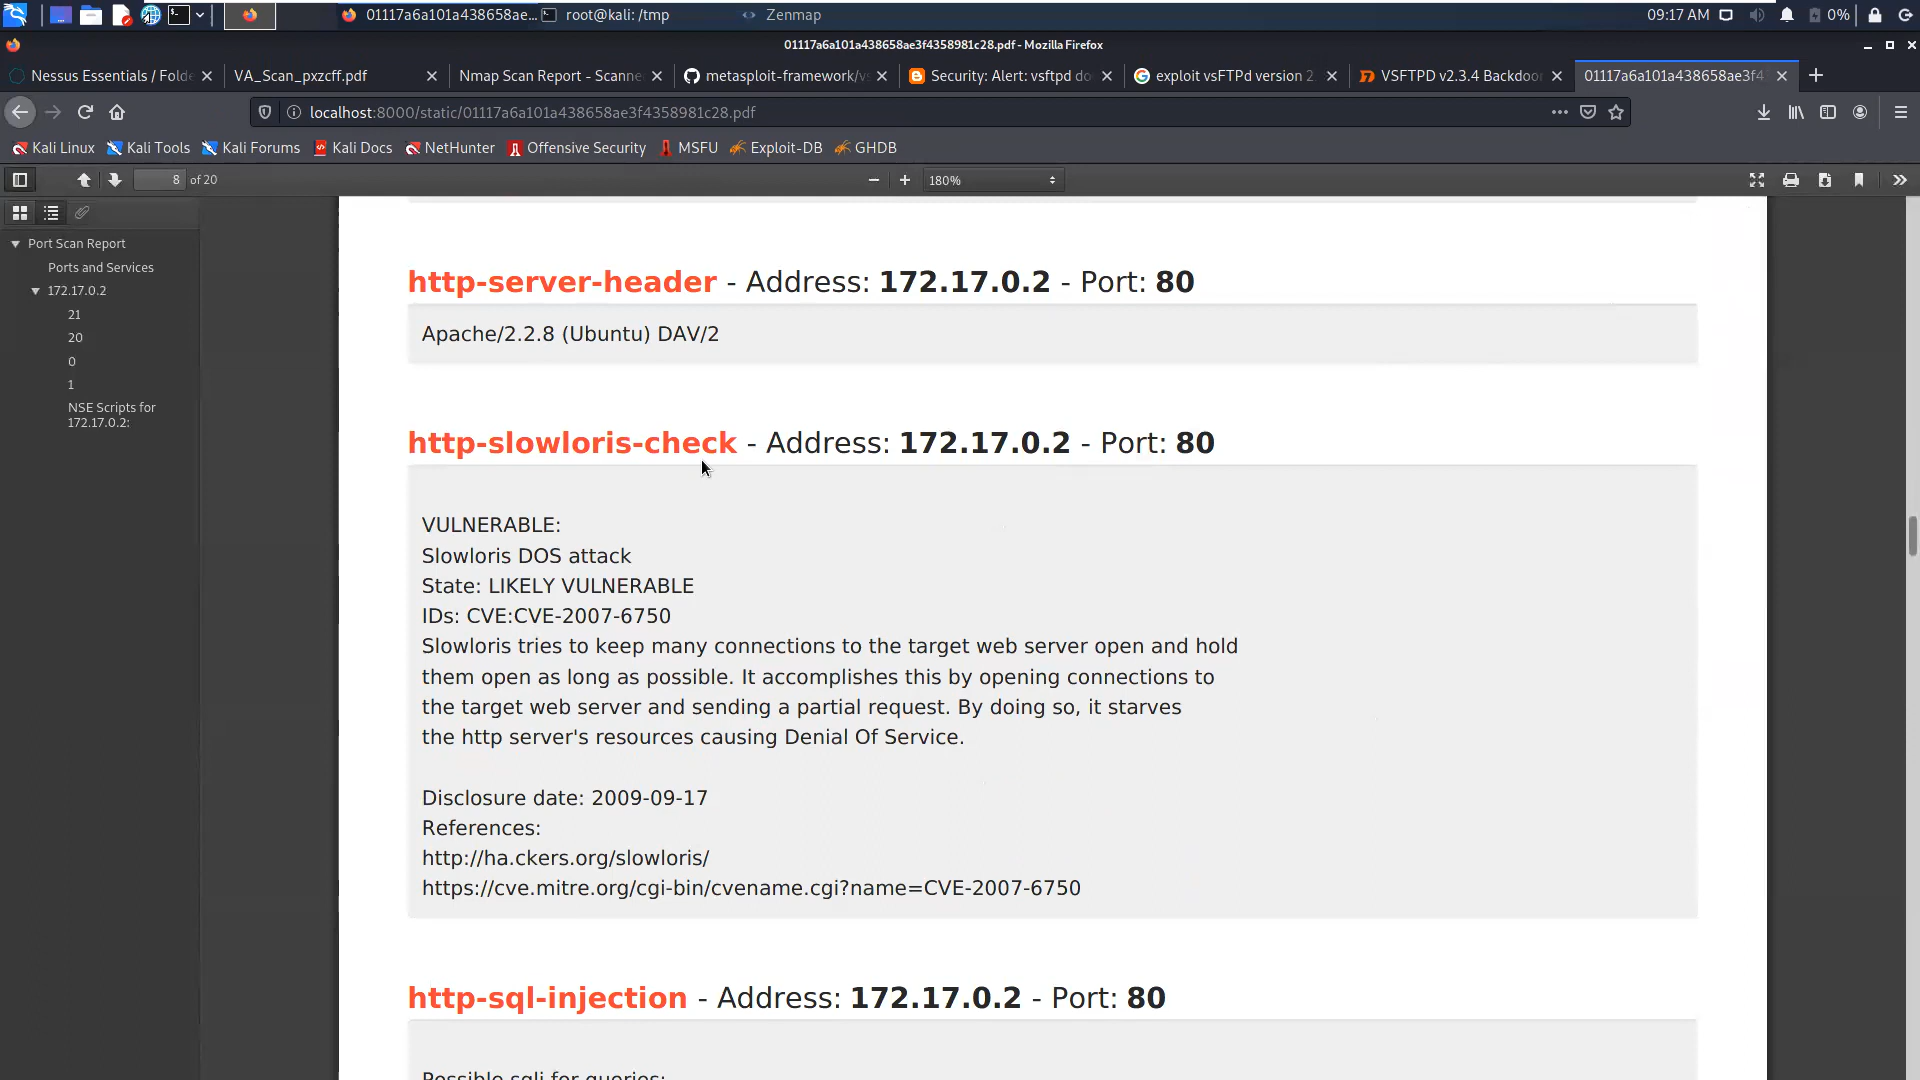 01117a6a101a438658ae...
root@kali: /tmp
Zenmap
09:17 AM
0%
01117a6a101a438658ae3f4358981c28.pdf - Mozilla Firefox
Nessus Essentials / Folde
VA_Scan_pxzcff.pdf
Nmap Scan Report - Scanne
metasploit-framework/v
Security: Alert: vsftpd do
exploit vsFTPd version 2
VSFTPD v2.3.4 Backdoo
01117a6a101a438658ae3f4
localhost:8000/static/01117a6a101a438658ae3f4358981c28.pdf
Kali Linux
Kali Tools
Kali Forums
Kali Docs
NetHunter
Offensive Security
MSFU
Exploit-DB
GHDB
8 of 20
180%
Port Scan Report
Ports and Services
172.17.0.2
21
20
0
1
NSE Scripts for
172.17.0.2:
http-server-header - Address: 172.17.0.2 - Port: 80
Apache/2.2.8 (Ubuntu) DAV/2
http-slowloris-check - Address: 172.17.0.2 - Port: 80
VULNERABLE:
Slowloris DOS attack
State: LIKELY VULNERABLE
IDs: CVE:CVE-2007-6750
Slowloris tries to keep many connections to the target web server open and hold
them open as long as possible. It accomplishes this by opening connections to
the target web server and sending a partial request. By doing so, it starves
the http server's resources causing Denial Of Service.
Disclosure date: 2009-09-17
References:
http://ha.ckers.org/slowloris/
https://cve.mitre.org/cgi-bin/cvename.cgi?name=CVE-2007-6750
http-sql-injection - Address: 172.17.0.2 - Port: 80
Possible sqli for queries: